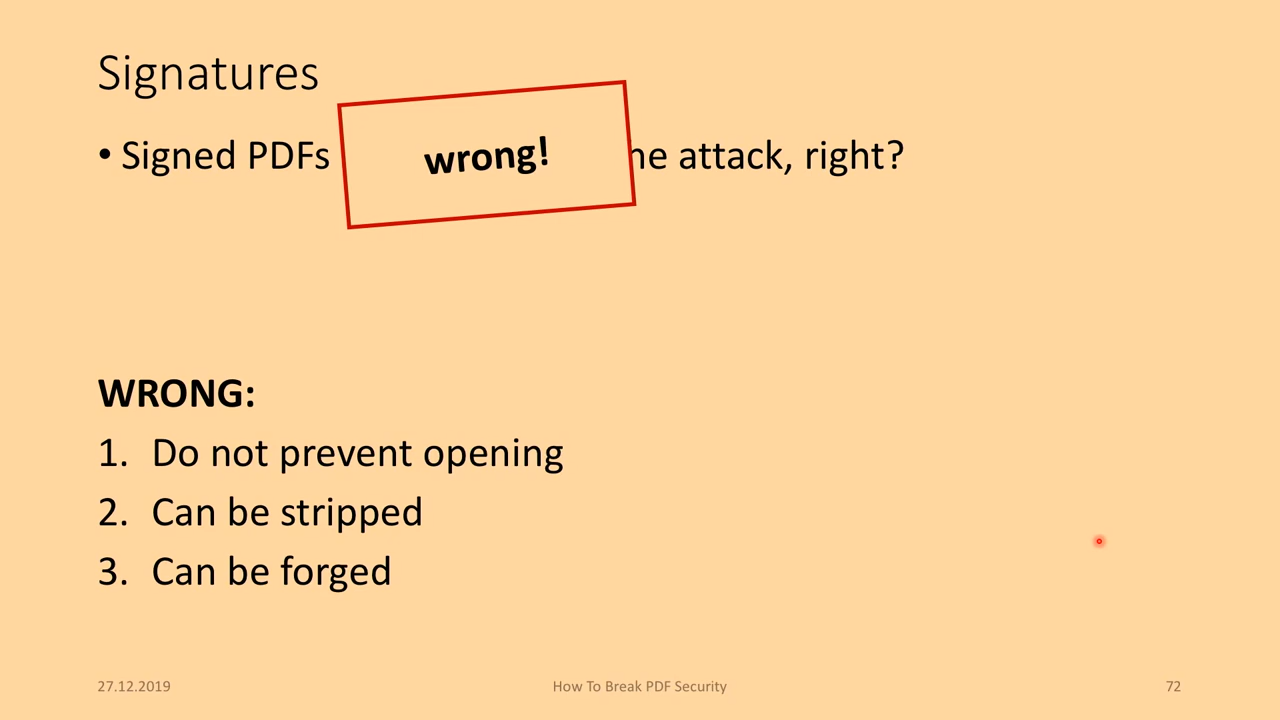 Signatures
• Signed PDFs wrong! attack, right?
WRONG:
1. Do not prevent opening
2. Can be stripped
3. Can be forged
27.12.2019 How To Break PDF Security 72